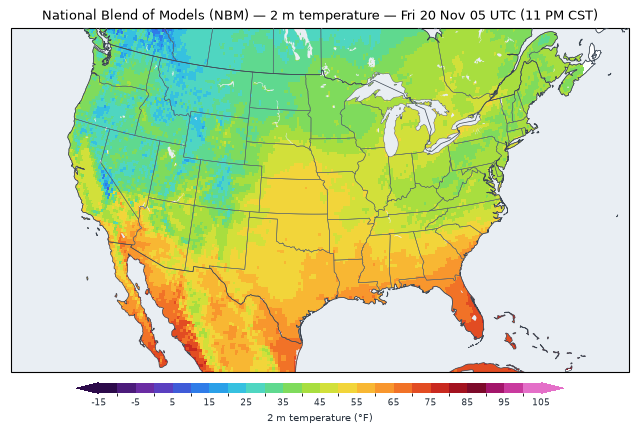 National Blend of Models (NBM) — 2 m temperature — Fri 20 Nov 05 UTC (11 PM CST)
-15 -5 5 15 25 35 45 55 65 75 85 95 105
2 m temperature (°F)